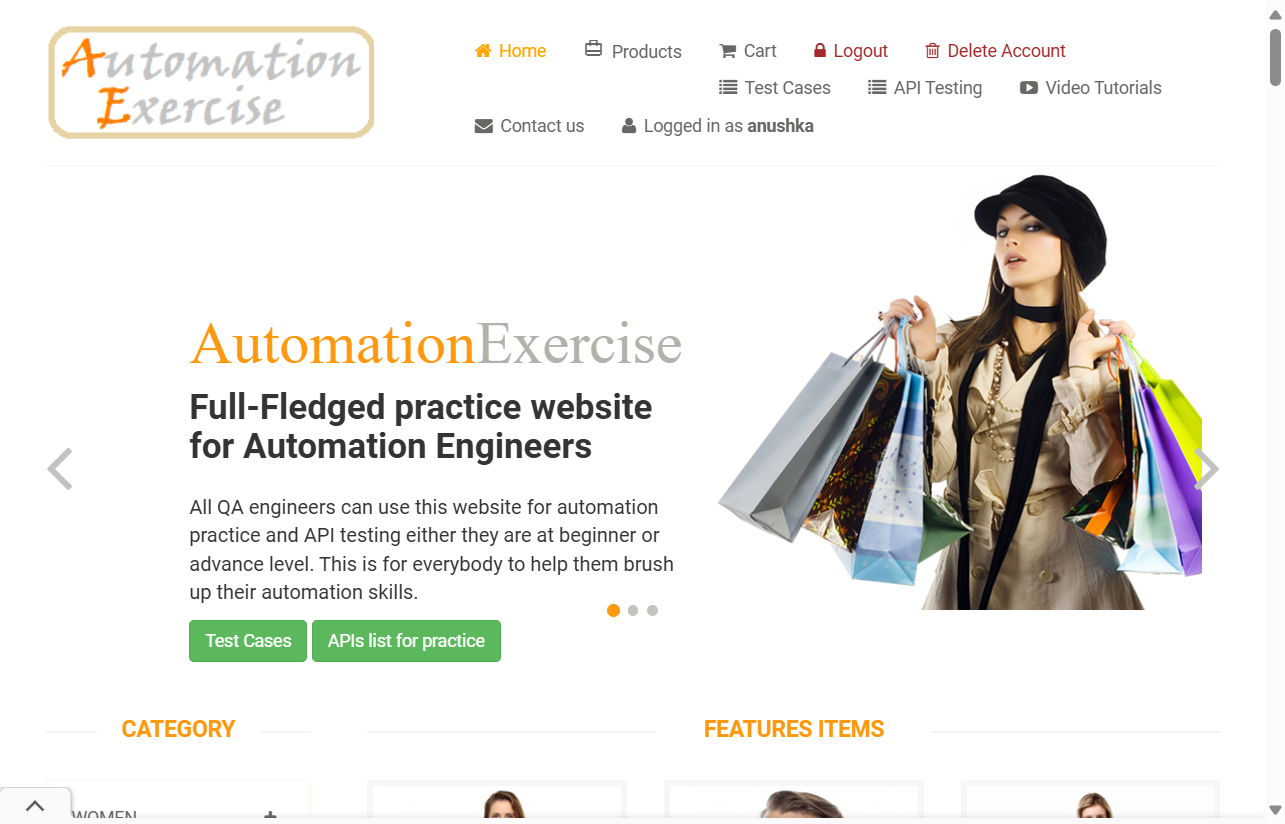 Automation
Exercise
Home Products Cart Logout Delete Account
Test Cases API Testing Video Tutorials
Contact us Logged in as anushka
AutomationExercise
Full-Fledged practice website
for Automation Engineers
All QA engineers can use this website for automation
practice and API testing either they are at beginner or
advance level. This is for everybody to help them brush
up their automation skills.
Test Cases APIs list for practice
CATEGORY FEATURES ITEMS
WOMEN